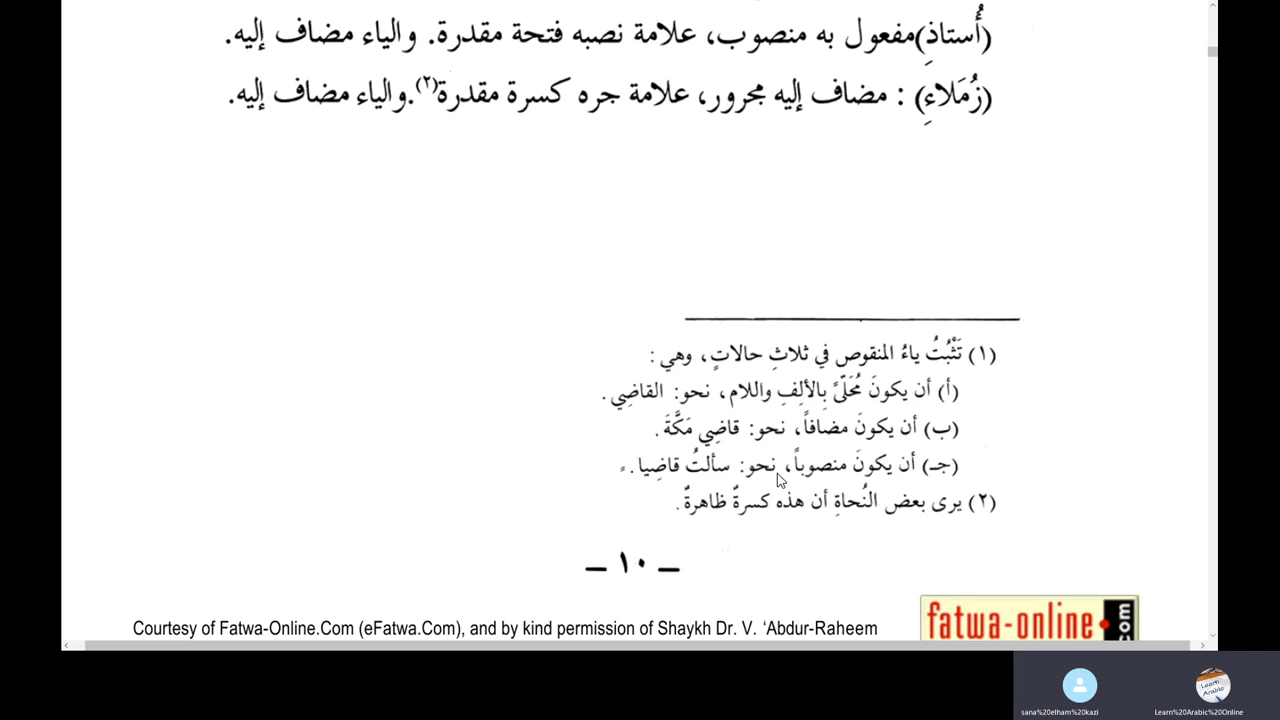 (أُستاذِ)مفعول به منصوب، علامة نصبه فتحة مقدرة. والياء مضاف إليه.
(زُمَلاءِ) : مضاف إليه مجرور، علامة جره كسرة مقدرة(٢).والياء مضاف إليه.
(١) تَثْبُتُ ياءُ المنقوص في ثلاثِ حالاتٍ، وهي :
(أ) أن يكونَ مُحَلّىً بِالألِفِ واللام، نحو: القاضِي .
(ب) أن يكونَ مضافاً، نحو: قاضِي مَكَّةَ .
(جـ) أن يكونَ منصوباً، نحو: سألتُ قاضِيا .
(٢) يرى بعض النُحاةِ أن هذه كسرةٌ ظاهرةٌ .
– ١٠ –
Courtesy of Fatwa-Online.Com (eFatwa.Com), and by kind permission of Shaykh Dr. V. ‘Abdur-Raheem
fatwa-online•com
sana%20elham%20kazi
Learn Arabic
Learn%20Arabic%20Online